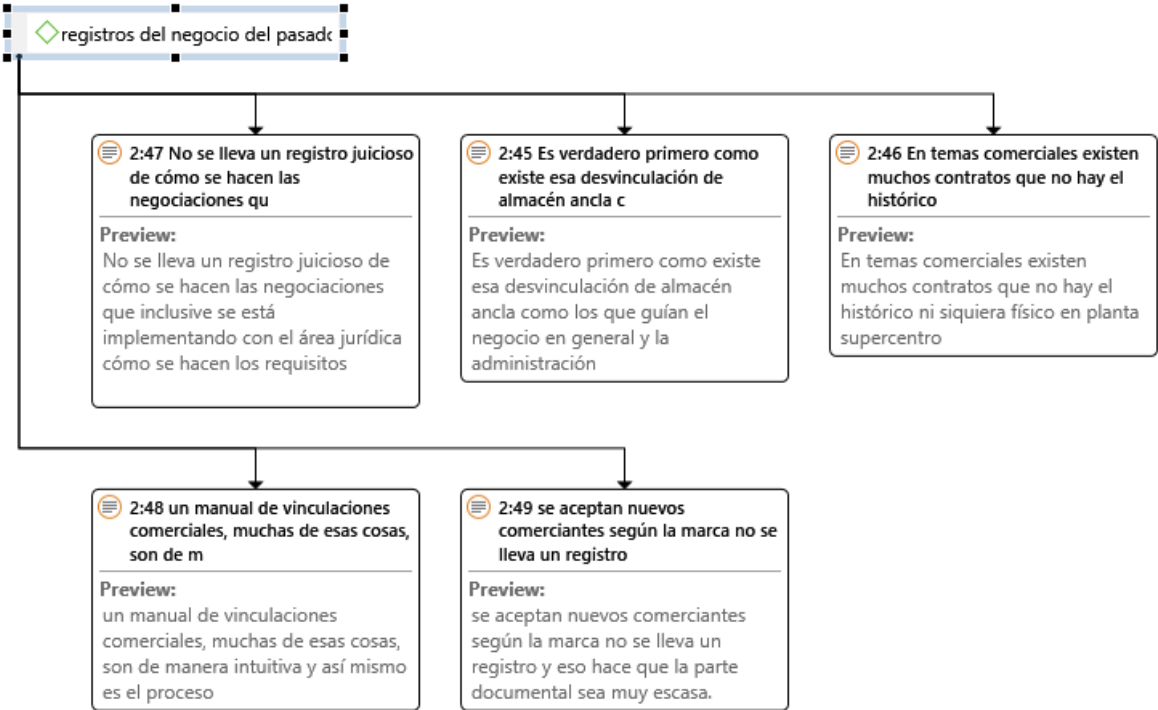 registros del negocio del pasado
2:47 No se lleva un registro juicioso
de cómo se hacen las
negociaciones qu
Preview:
No se lleva un registro juicioso de
cómo se hacen las negociaciones
que inclusive se está
implementando con el área jurídica
cómo se hacen los requisitos
2:45 Es verdadero primero como
existe esa desvinculación de
almacén ancla c
Preview:
Es verdadero primero como existe
esa desvinculación de almacén
ancla como los que guían el
negocio en general y la
administración
2:46 En temas comerciales existen
muchos contratos que no hay el
histórico
Preview:
En temas comerciales existen
muchos contratos que no hay el
histórico ni siquiera físico en planta
supercentro
2:48 un manual de vinculaciones
comerciales, muchas de esas cosas,
son de m
Preview:
un manual de vinculaciones
comerciales, muchas de esas cosas,
son de manera intuitiva y así mismo
es el proceso
2:49 se aceptan nuevos
comerciantes según la marca no se
lleva un registro
Preview:
se aceptan nuevos comerciantes
según la marca no se lleva un
registro y eso hace que la parte
documental sea muy escasa.